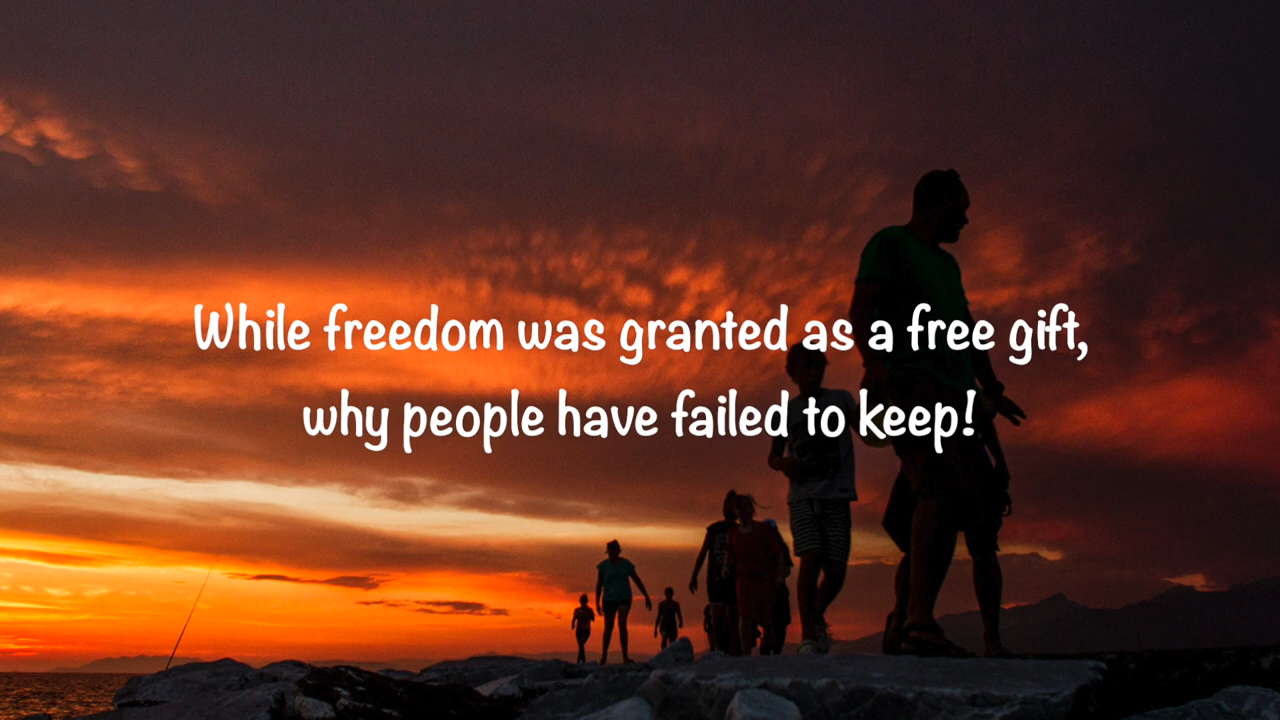 While freedom was granted as a free gift,
why people have failed to keep!